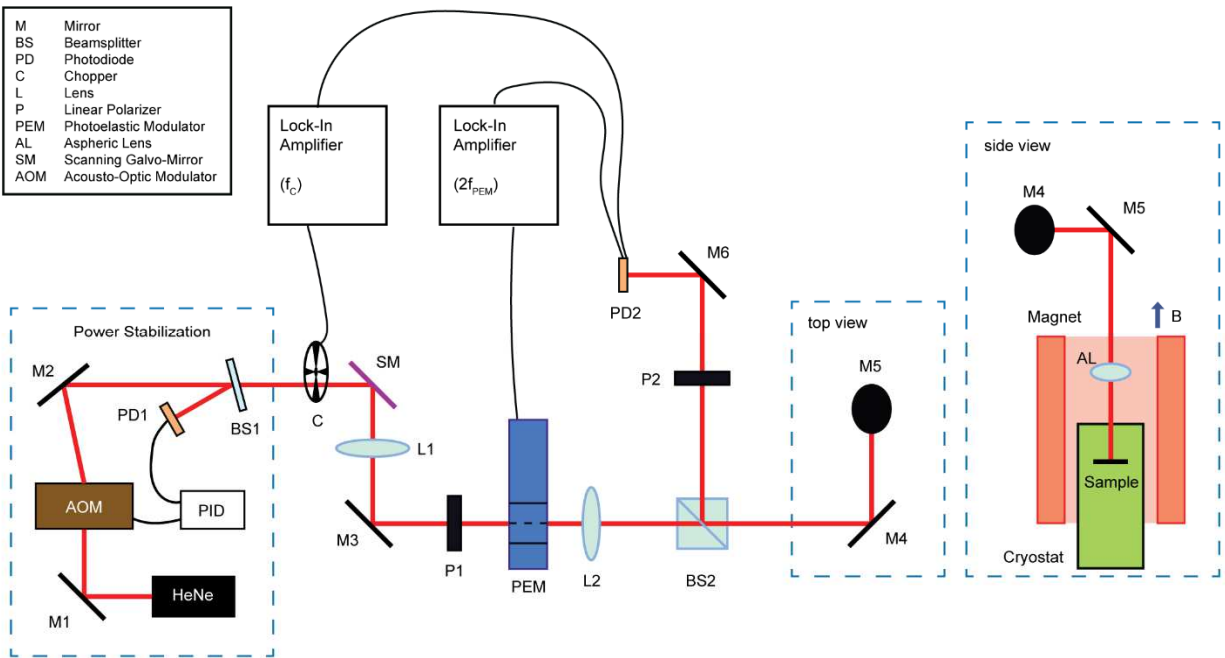 M Mirror
BS Beamsplitter
PD Photodiode
C Chopper
L Lens
P Linear Polarizer
PEM Photoelastic Modulator
AL Aspheric Lens
SM Scanning Galvo-Mirror
AOM Acousto-Optic Modulator
Lock-In
Amplifier
(fC)
Lock-In
Amplifier
(2fPEM)
side view
M4
M5
Magnet
B
AL
Sample
Cryostat
top view
M5
M4
M6
PD2
P2
Power Stabilization
M2
PD1
BS1
C
SM
L1
AOM
PID
M3
P1
PEM
L2
BS2
M1
HeNe